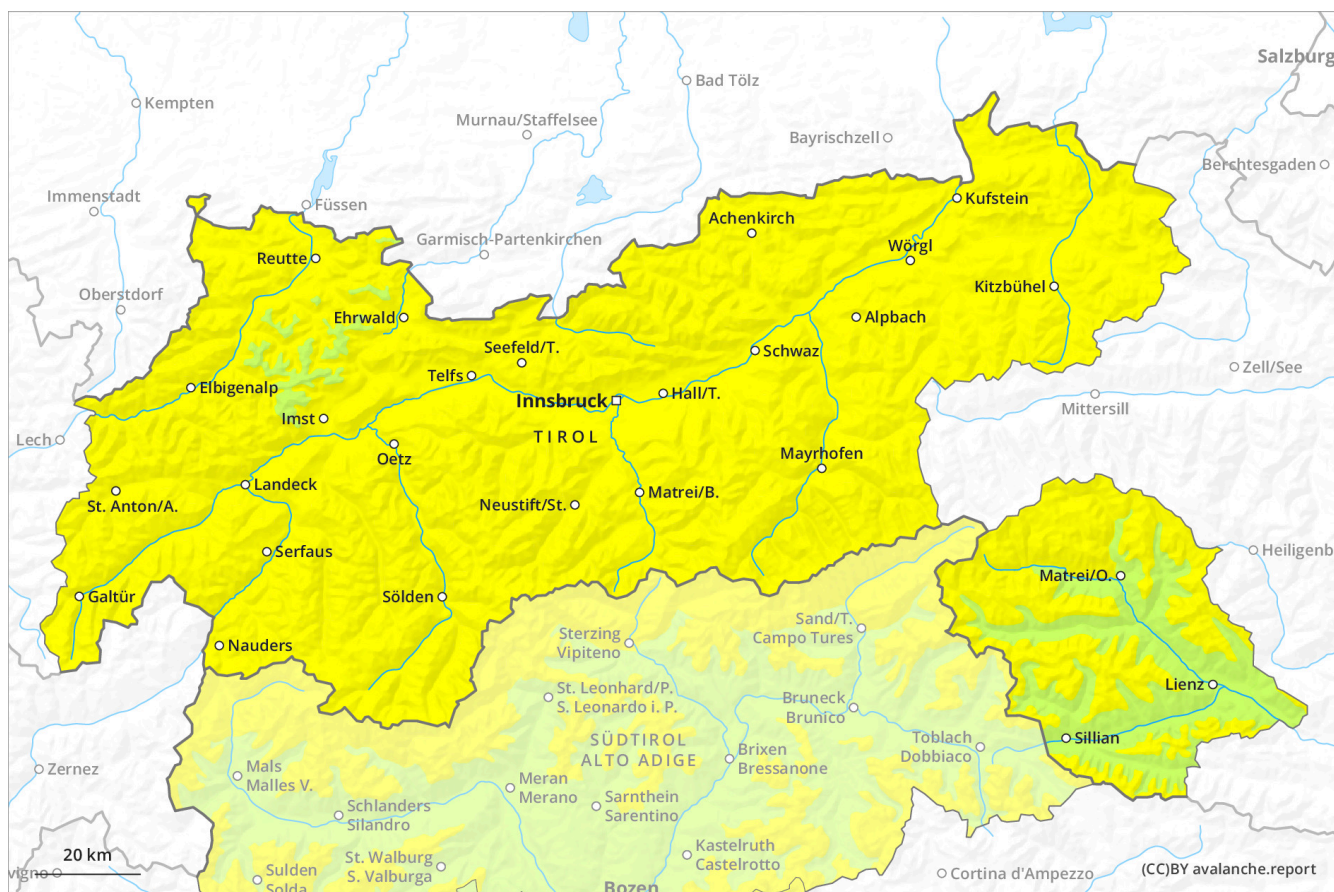 Salzburg
Bad Tölz
Kempten
Murnau/Staffelsee
Bayrischzell
Berchtesgaden
Immenstadt
Füssen
Kufstein
Achenkirch
Garmisch-Partenkirchen
Wörgl
Reutte
Kitzbühel
Oberstdorf
Ehrwald
Alpbach
Seefeld/T.
Schwaz
Zell/See
Telfs
Elbigenalp
Hall/T.
Innsbruck
Mittersill
Imst
TIROL
Lech
Oetz
Mayrhofen
Landeck
Matrei/B.
St. Anton/A.
Neustift/St.
Serfaus
Heiligenb
Matrei/O.
Galtür
Sölden
Sand/T.
Campo Tures
Sterzing
Vipiteno
Nauders
Lienz
St. Leonhard/P.
S. Leonardo i. P.
Bruneck
Brunico
SÜDTIROL
ALTO ADIGE
Sillian
Toblach
Dobbiaco
Brixen
Bressanone
Zernez
Mals
Malles V.
Meran
Merano
Sarnthein
Sarentino
Schlanders
Silandro
Kastelruth
Castelrotto
20 km
St. Walburg
S. Valburga
vigno
Sulden
Solda
Cortina d'Ampezzo
(CC)BY avalanche.report
Bozen